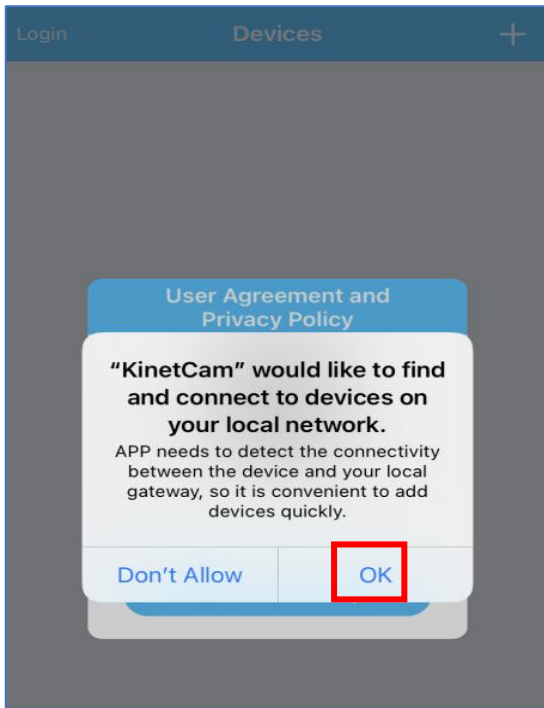 Login
Devices
+
User Agreement and
Privacy Policy
“KinetCam” would like to find
and connect to devices on
your local network.
APP needs to detect the connectivity
between the device and your local
gateway, so it is convenient to add
devices quickly.
Don't Allow
OK